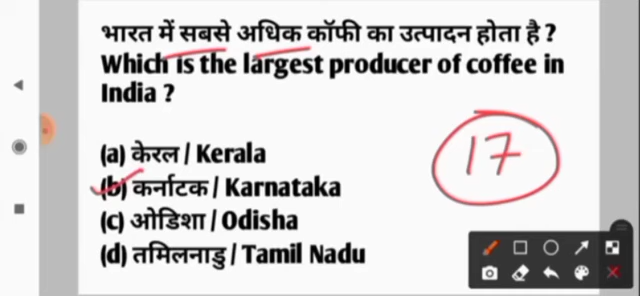 भारत में सबसे अधिक कॉफी का उत्पादन होता है ?
Which is the largest producer of coffee in
India ?
(a) केरल / Kerala
17
(b) कर्नाटक / Karnataka
(c) ओडिशा / Odisha
(d) तमिलनाडु / Tamil Nadu